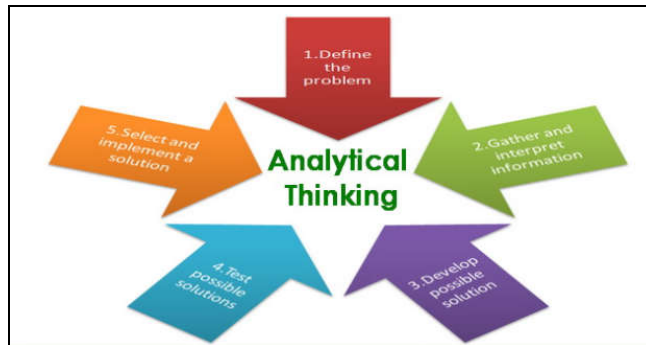 1.Define
the
problem
2.Gather and
interpret
information
3.Develop
possible
solution
4.Test
possible
solutions
5.Select and
implement a
solution
Analytical
Thinking